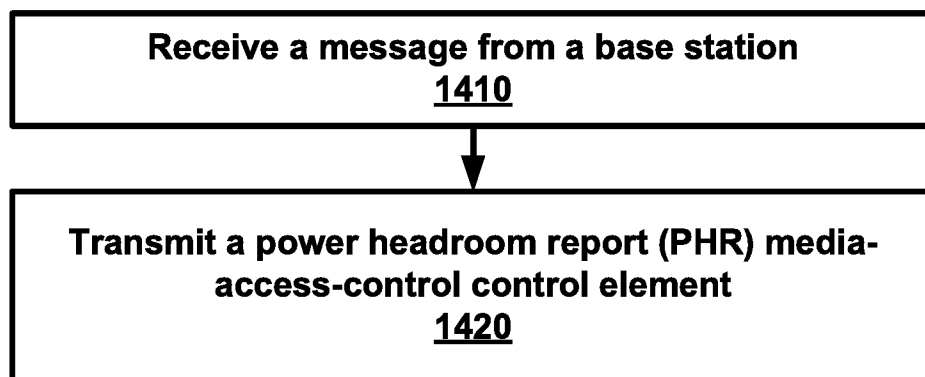 Receive a message from a base station
1410
Transmit a power headroom report (PHR) media-
access-control control element
1420